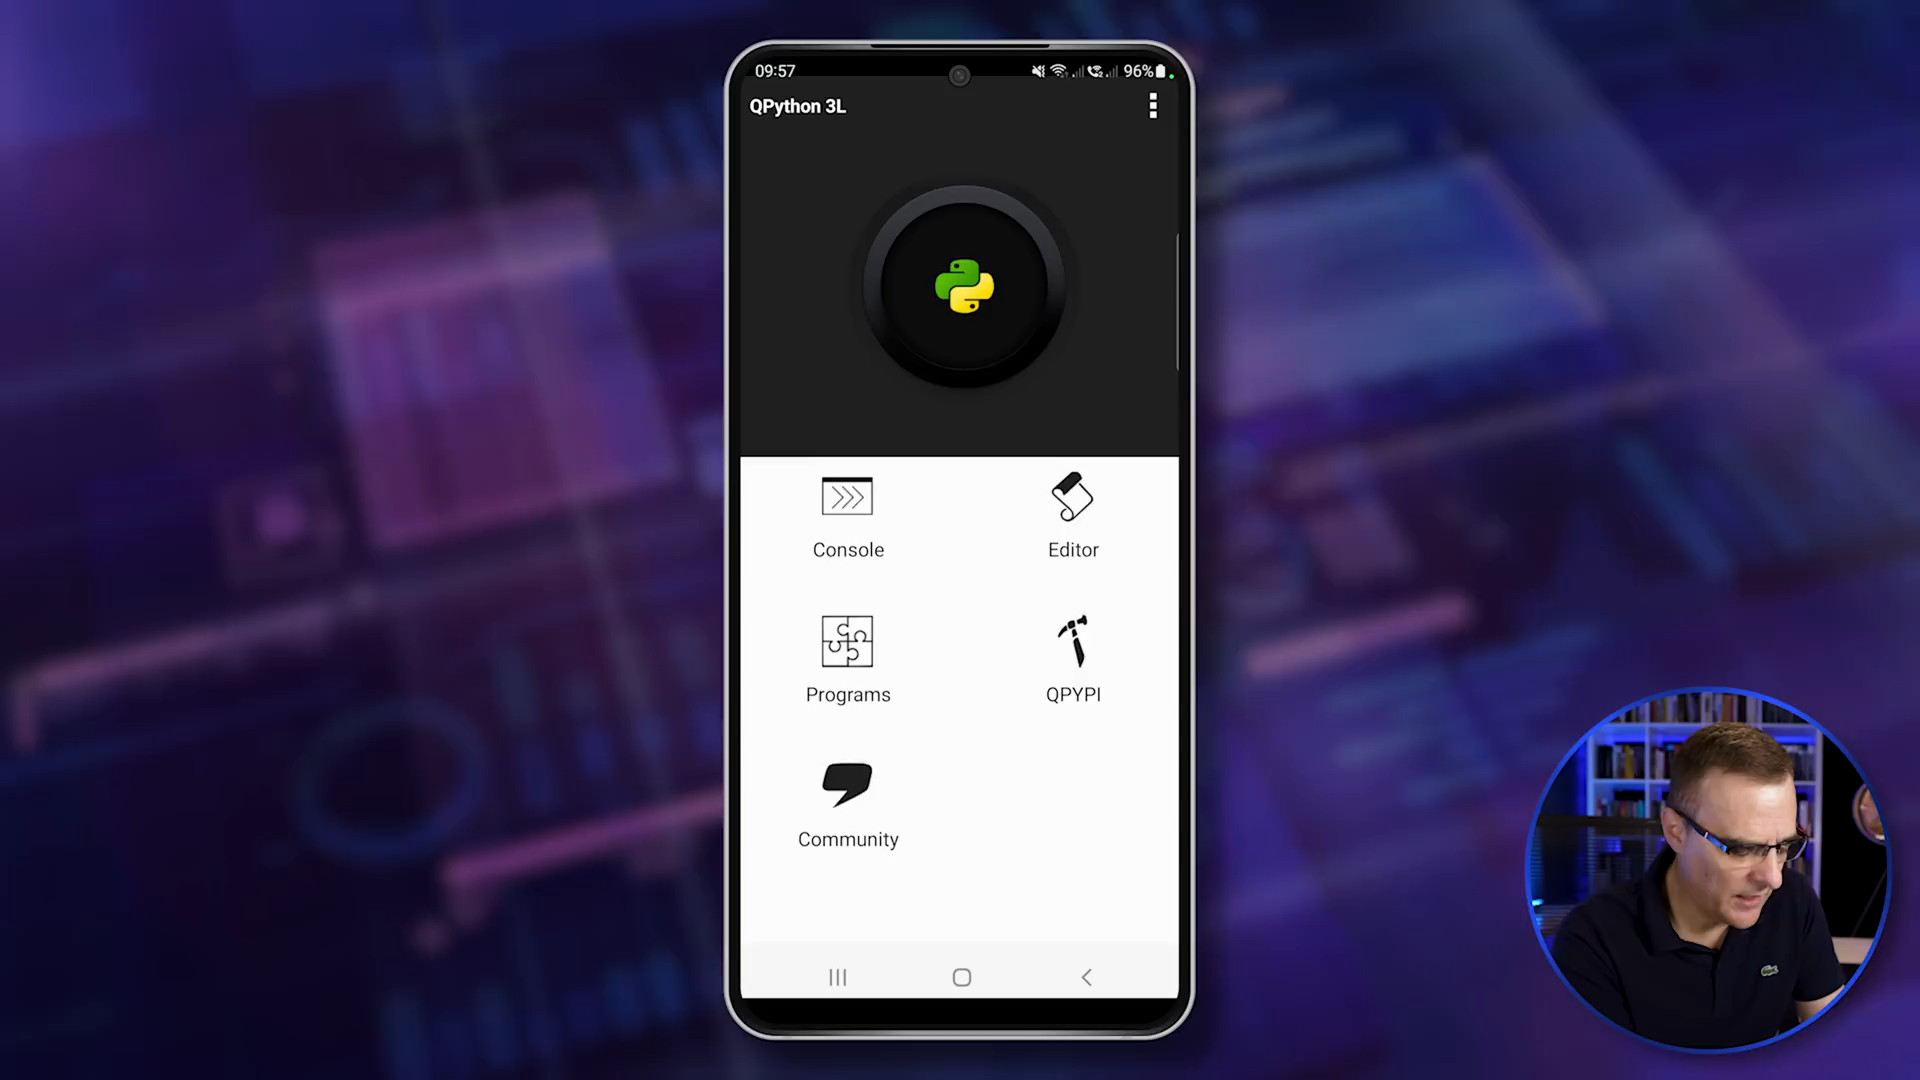 09:57
96%
QPython 3L
Console
Editor
Programs
QPYPI
Community